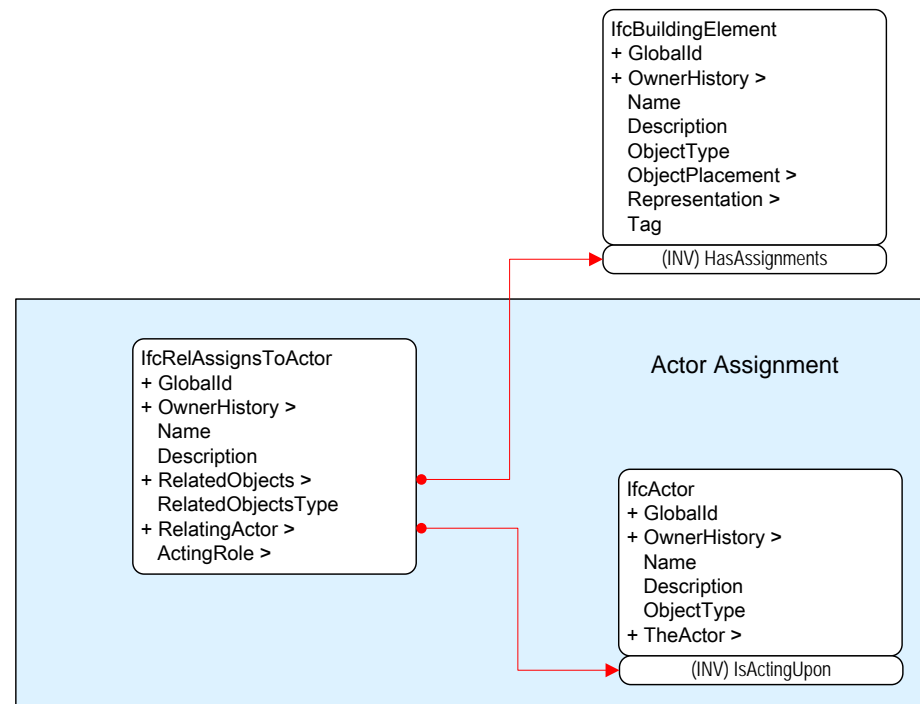 IfcBuildingElement
+ GlobalId
+ OwnerHistory >
Name
Description
ObjectType
ObjectPlacement >
Representation >
Tag
(INV) HasAssignments
Actor Assignment
IfcRelAssignsToActor
+ GlobalId
+ OwnerHistory >
Name
Description
+ RelatedObjects >
RelatedObjectsType
+ RelatingActor >
ActingRole >
IfcActor
+ GlobalId
+ OwnerHistory >
Name
Description
ObjectType
+ TheActor >
(INV) IsActingUpon